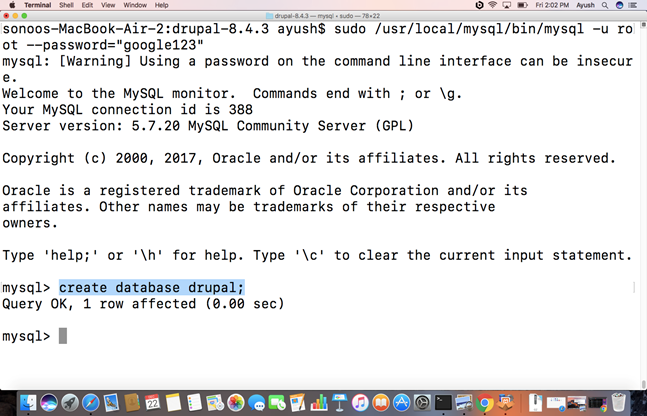 Terminal Shell Edit View Window Help Fri 2:02 PM Ayush
drupal-8.4.3 — mysql • sudo — 78×22
sonoos-MacBook-Air-2:drupal-8.4.3 ayush$ sudo /usr/local/mysql/bin/mysql -u ro
ot --password="google123"
mysql: [Warning] Using a password on the command line interface can be insecur
e.
Welcome to the MySQL monitor.  Commands end with ; or \g.
Your MySQL connection id is 388
Server version: 5.7.20 MySQL Community Server (GPL)
Copyright (c) 2000, 2017, Oracle and/or its affiliates. All rights reserved.
Oracle is a registered trademark of Oracle Corporation and/or its
affiliates. Other names may be trademarks of their respective
owners.
Type 'help;' or '\h' for help. Type '\c' to clear the current input statement.
mysql> create database drupal;
Query OK, 1 row affected (0.00 sec)
mysql>
22